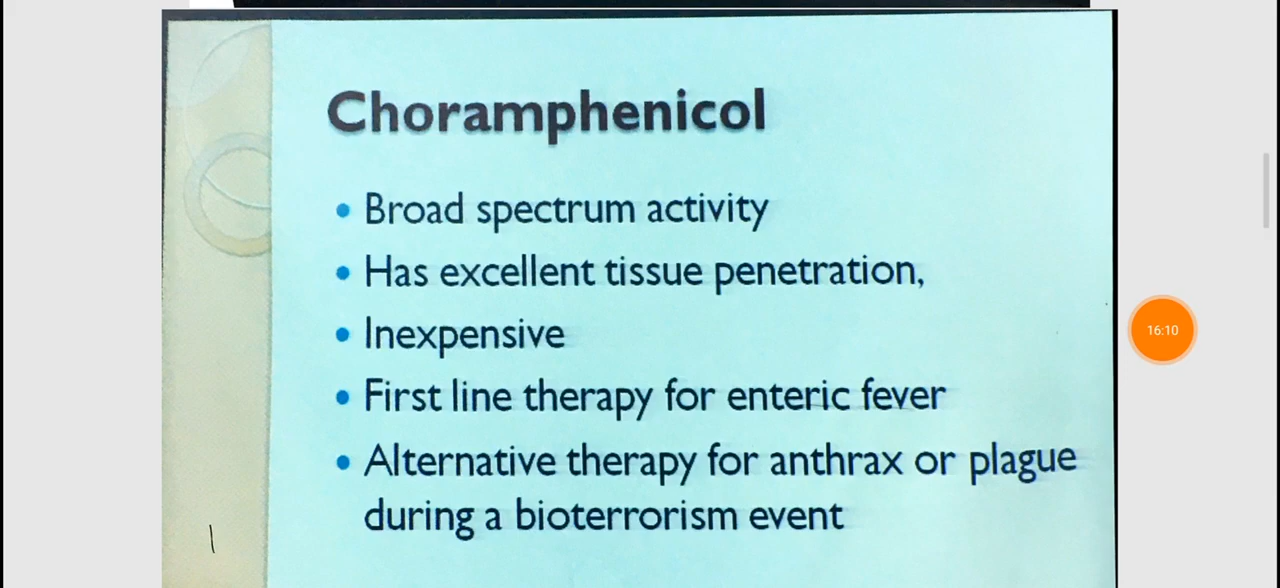 Choramphenicol
• Broad spectrum activity
• Has excellent tissue penetration,
• Inexpensive
• First line therapy for enteric fever
• Alternative therapy for anthrax or plague
during a bioterrorism event
16:10